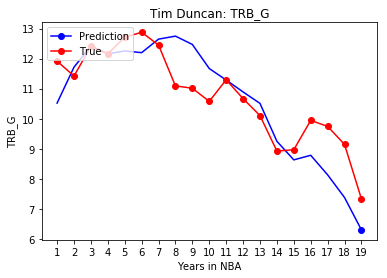 Tim Duncan: TRB_G
Prediction
True
13
12
11
10
9
8
7
6
TRB_G
1 2 3 4 5 6 7 8 9 10 11 12 13 14 15 16 17 18 19
Years in NBA